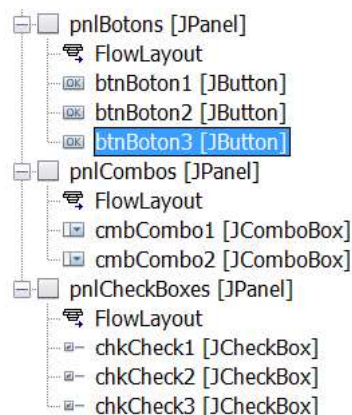 pnlBotons [JPanel]
FlowLayout
OK btnBoton1 [JButton]
OK btnBoton2 [JButton]
OK btnBoton3 [JButton]
pnlCombos [JPanel]
FlowLayout
cmbCombo1 [JComboBox]
cmbCombo2 [JComboBox]
pnlCheckBoxes [JPanel]
FlowLayout
chkCheck1 [JCheckBox]
chkCheck2 [JCheckBox]
chkCheck3 [JCheckBox]